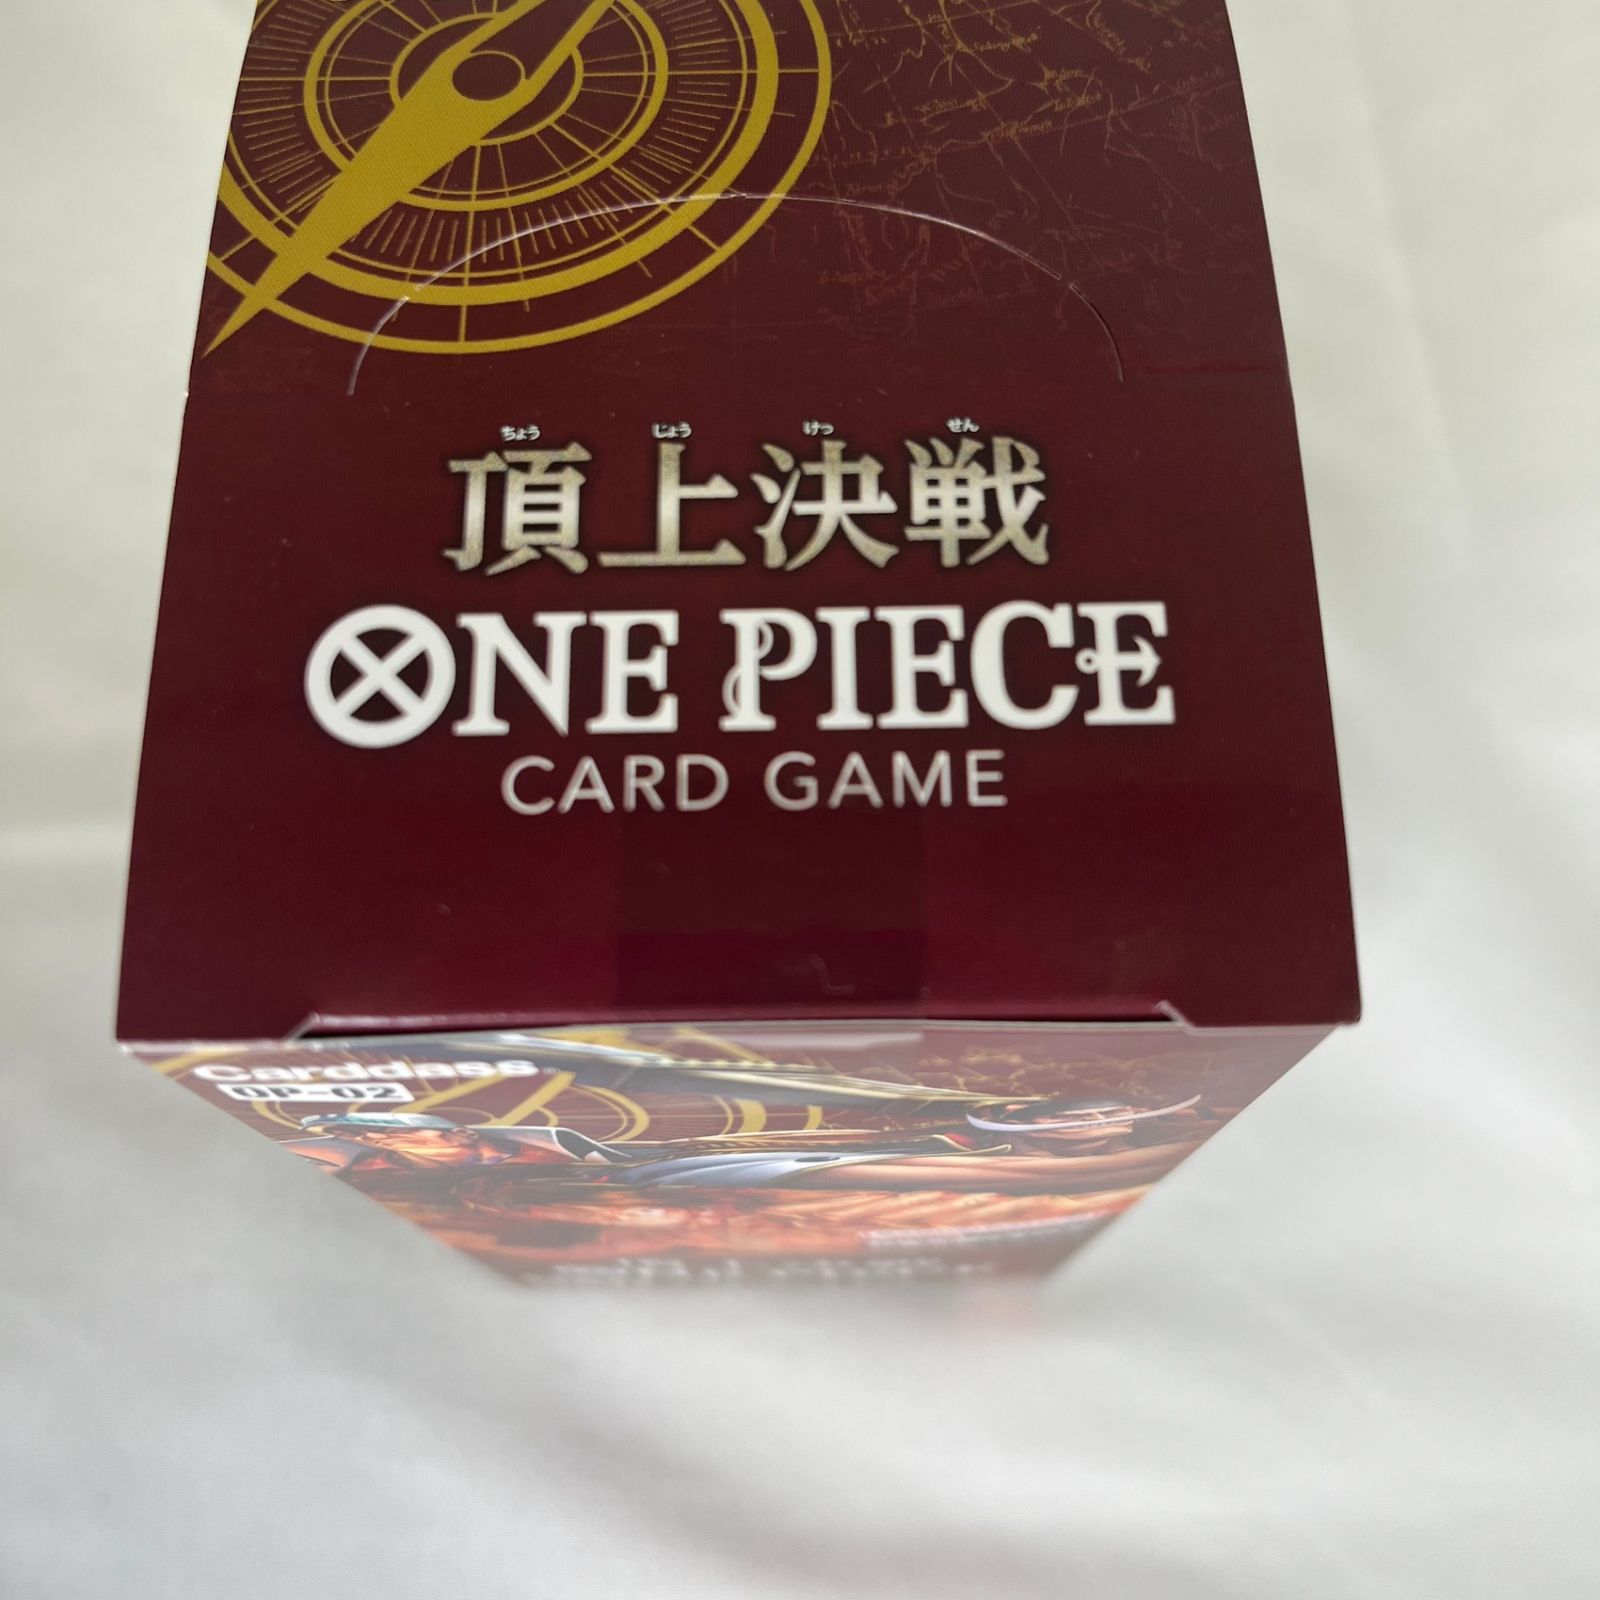 ちょう じょう けっ せん
頂上決戦
ONE PIECE
CARD GAME
Carddass
OP-02